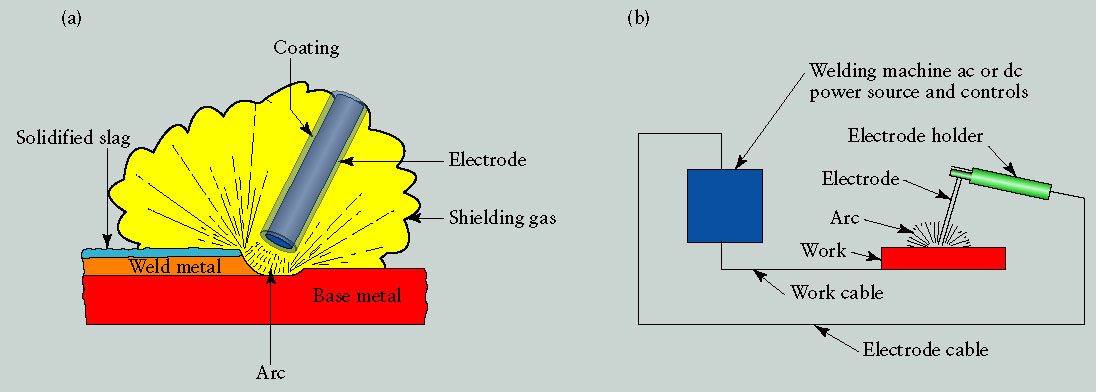 (a)
Coating
Solidified slag
Electrode
Shielding gas
Weld metal
Base metal
Arc
(b)
Welding machine ac or dc
power source and controls
Electrode holder
Electrode
Arc
Work
Work cable
Electrode cable